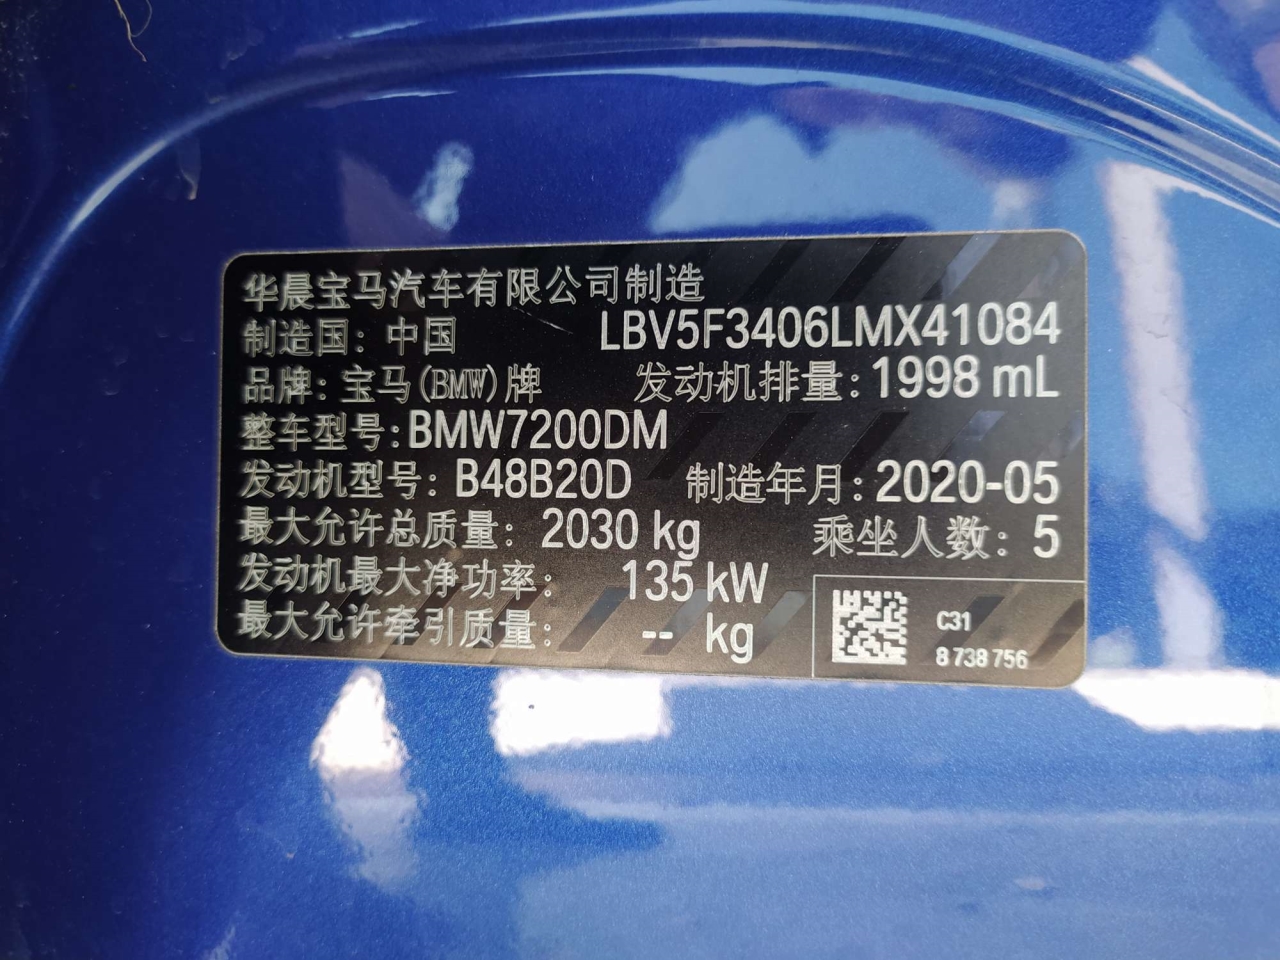 华晨宝马汽车有限公司制造
制造国：中国 LBV5F3406LMX41084
品牌：宝马(BMW)牌 发动机排量：1998 mL
整车型号：BMW7200DM
发动机型号：B48B20D 制造年月：2020-05
最大允许总质量：2030 kg 乘坐人数：5
发动机最大净功率：135 kW
最大允许牵引质量：-- kg
C31
8 738 756